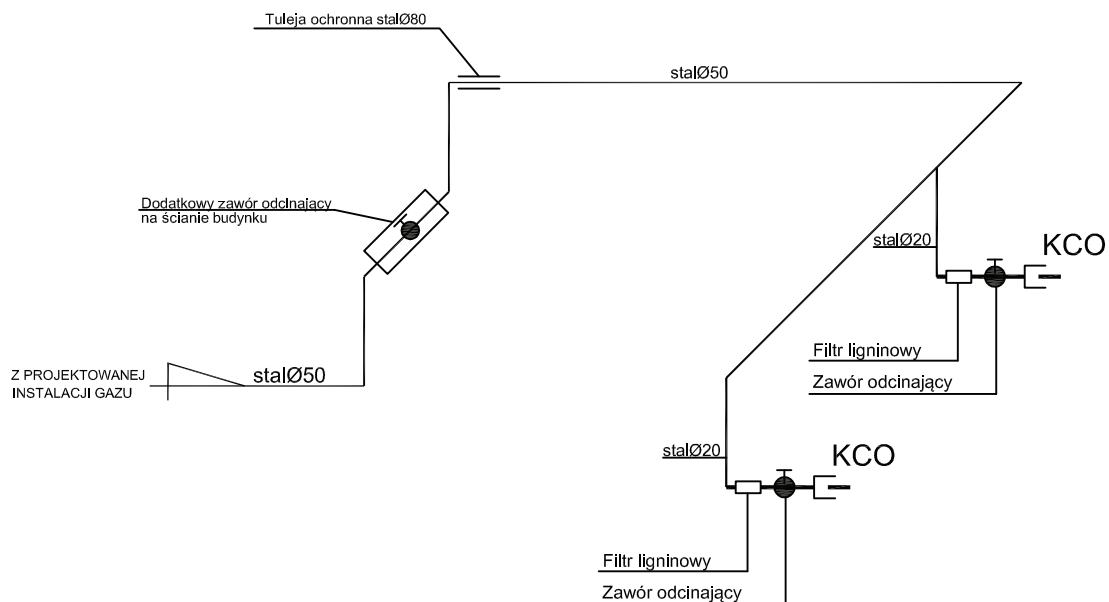 Tuleja ochronna stalØ80
stalØ50
Dodatkowy zawór odcinający
na ścianie budynku
stalØ20
KCO
Filtr ligninowy
Zawór odcinający
Z PROJEKTOWANEJ
INSTALACJI GAZU
stalØ50
stalØ20
KCO
Filtr ligninowy
Zawór odcinający